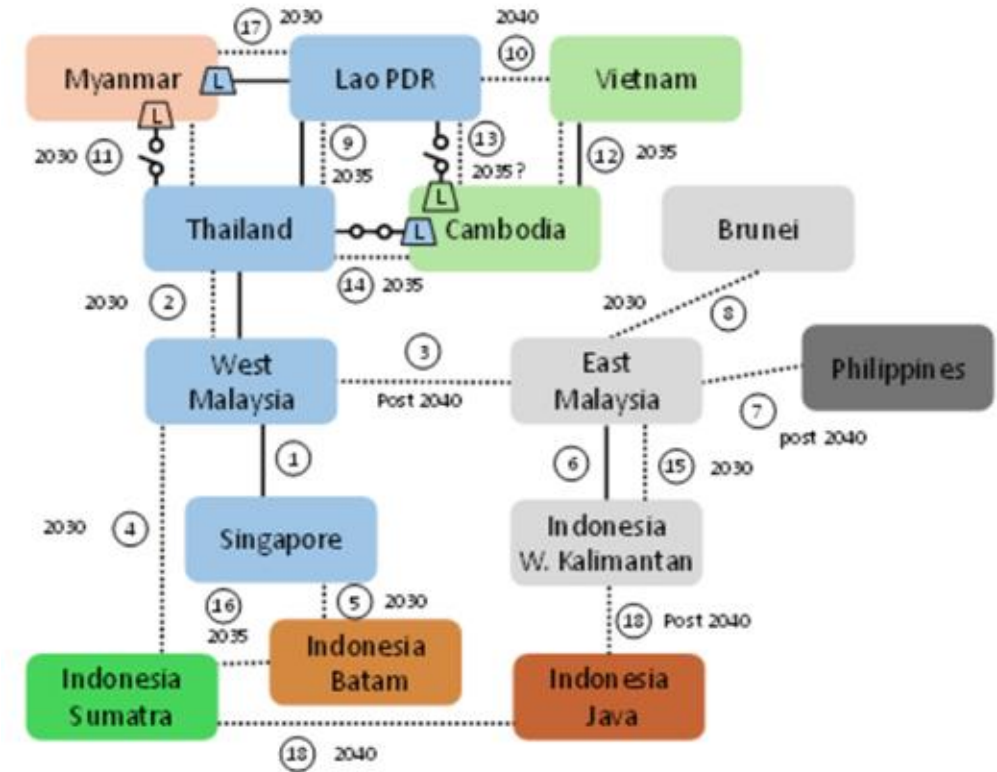 17 2030
2040
10
Myanmar
L
Lao PDR
Vietnam
L
2030 11
9
2035
13
2035?
12 2035
L
Thailand
L
Cambodia
Brunei
14 2035
2030 2
2030
8
3
West
Malaysia
Post 2040
East
Malaysia
Philippines
7
post 2040
1
6
15 2030
2030 4
Singapore
Indonesia
W. Kalimantan
16
2035
5 2030
18 Post 2040
Indonesia
Sumatra
Indonesia
Batam
Indonesia
Java
18 2040